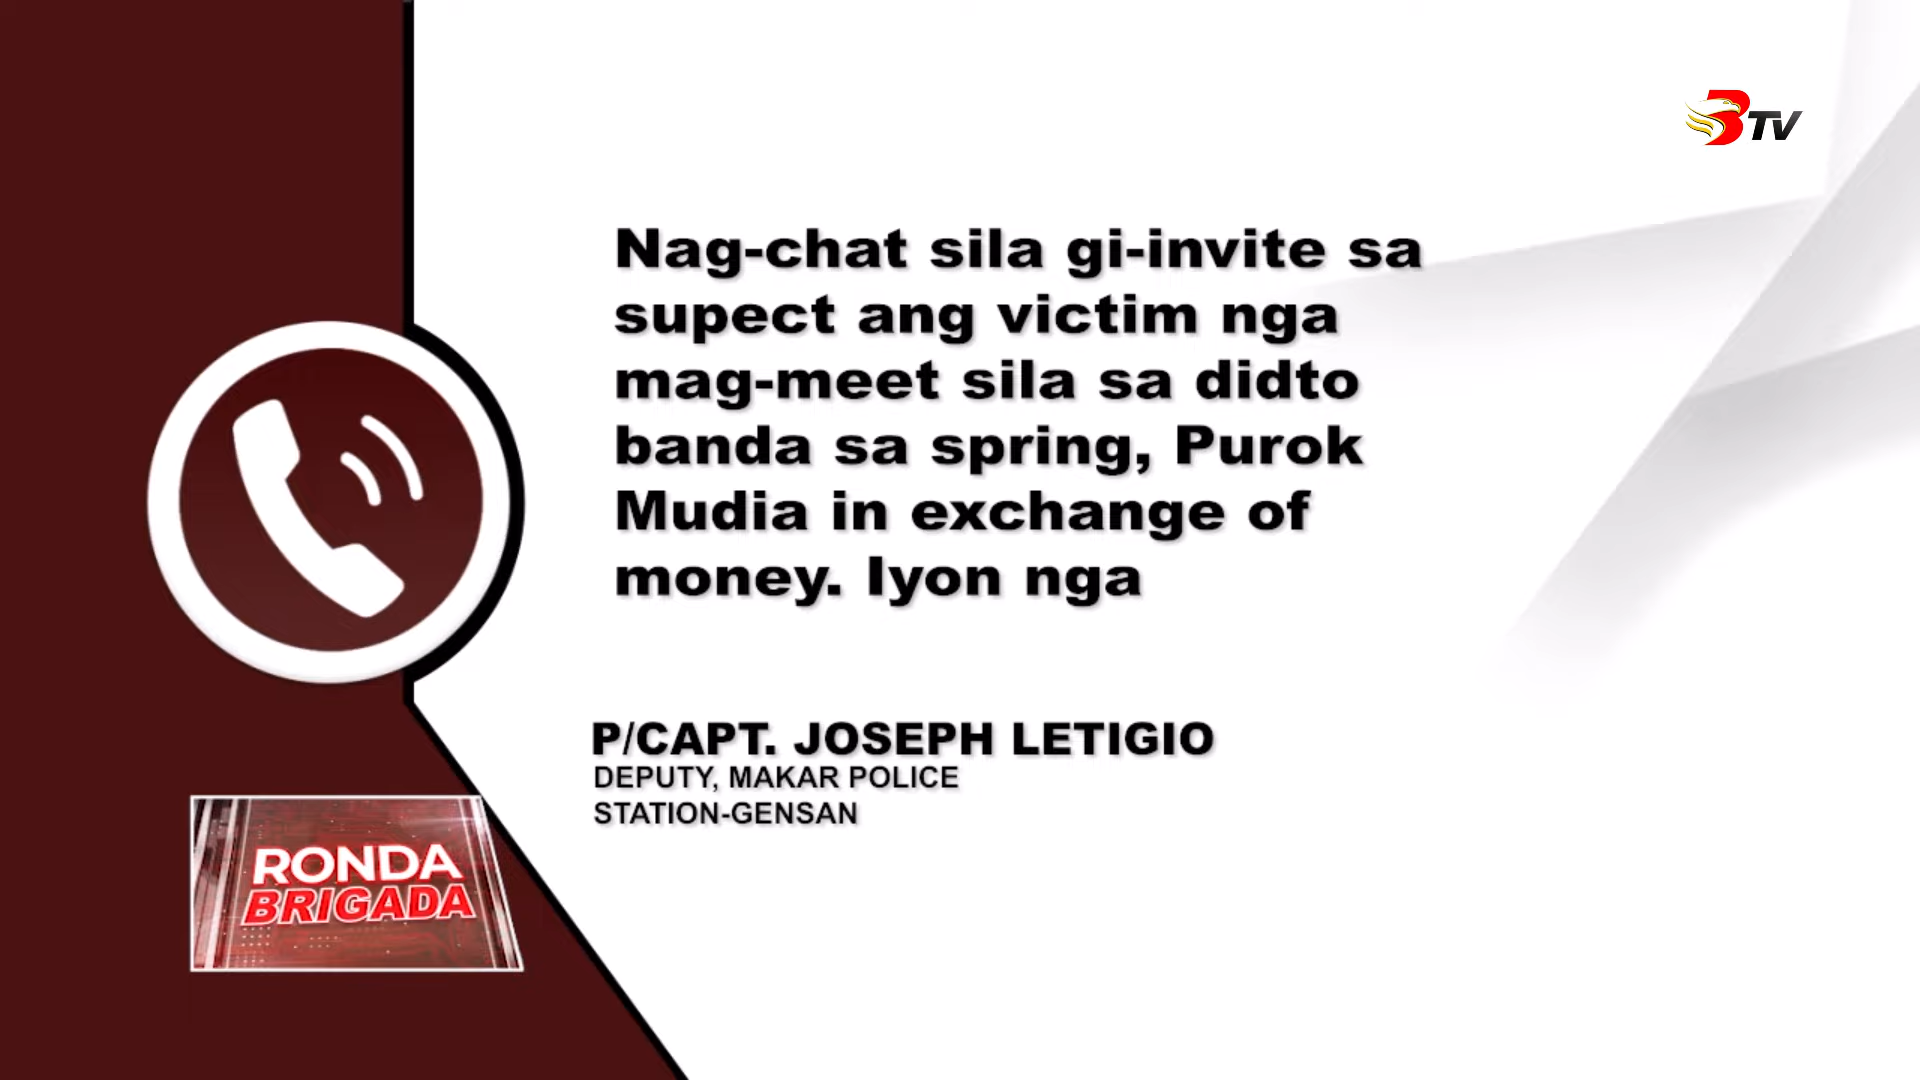 BTV
Nag-chat sila gi-invite sa
supect ang victim nga
mag-meet sila sa didto
banda sa spring, Purok
Mudia in exchange of
money. Iyon nga
P/CAPT. JOSEPH LETIGIO
DEPUTY, MAKAR POLICE
STATION-GENSAN
RONDA
BRIGADA